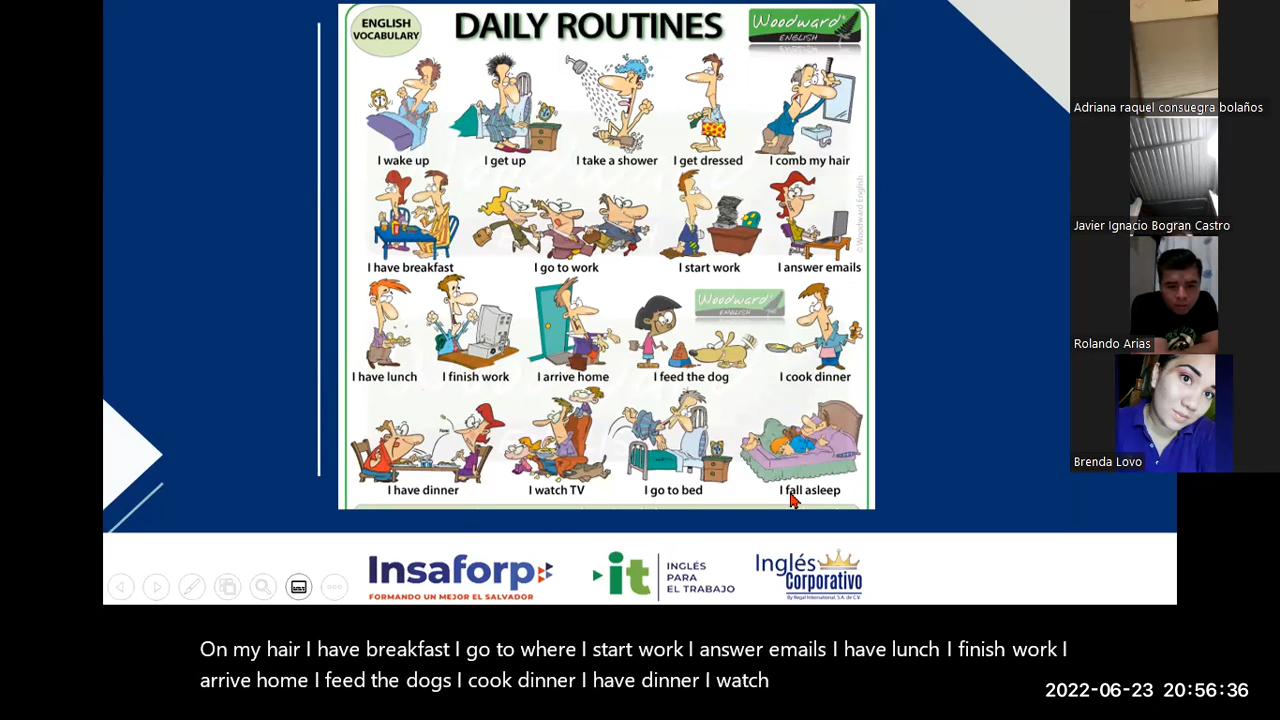 ENGLISH
VOCABULARY
DAILY ROUTINES
Woodward
ENGLISH
I wake up
I get up
I take a shower
I get dressed
I comb my hair
I have breakfast
I go to work
I start work
I answer emails
© Woodward English
I have lunch
I finish work
I arrive home
I feed the dog
I cook dinner
Woodward
ENGLISH
I have dinner
I watch TV
I go to bed
I fall asleep
Adriana raquel consuegra bolaños
Javier Ignacio Bogran Castro
Rolando Arias
Brenda Lovo
Insaforp
FORMANDO UN MEJOR EL SALVADOR
it
INGLÉS
PARA
EL TRABAJO
Inglés
Corporativo
By Regal International, S.A. de C.V.
On my hair I have breakfast I go to where I start work I answer emails I have lunch I finish work I
arrive home I feed the dogs I cook dinner I have dinner I watch
2022-06-23 20:56:36